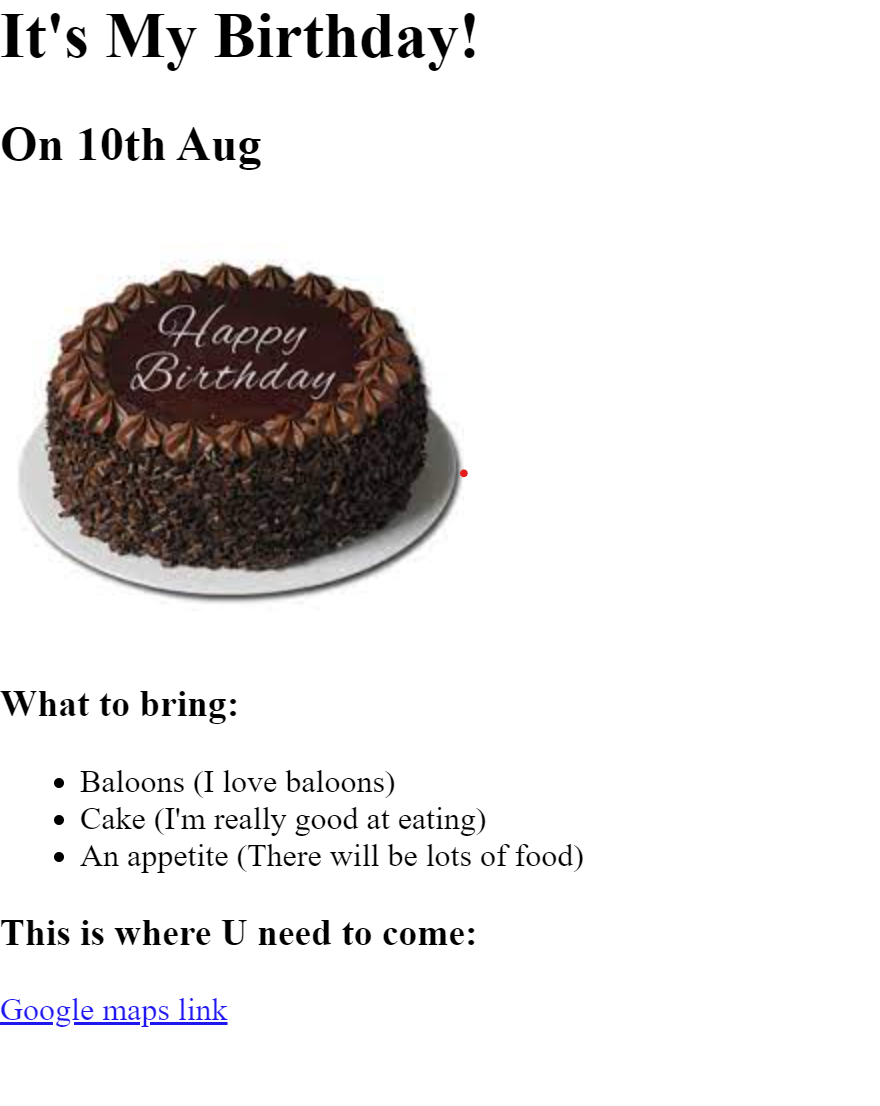 It's My Birthday!
On 10th Aug
Happy
Birthday
What to bring:
Baloons (I love baloons)
Cake (I'm really good at eating)
An appetite (There will be lots of food)
This is where U need to come:
Google maps link